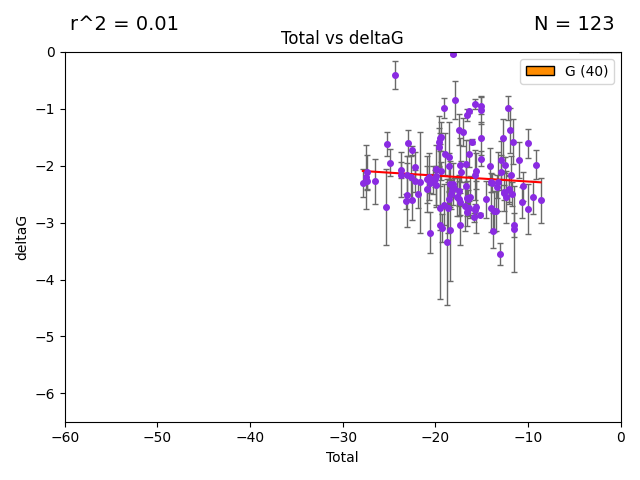 r^2 = 0.01
N = 123
Total vs deltaG
G (40)
0
−1
−2
−3
−4
−5
−6
deltaG
−60
−50
−40
−30
−20
−10
0
Total